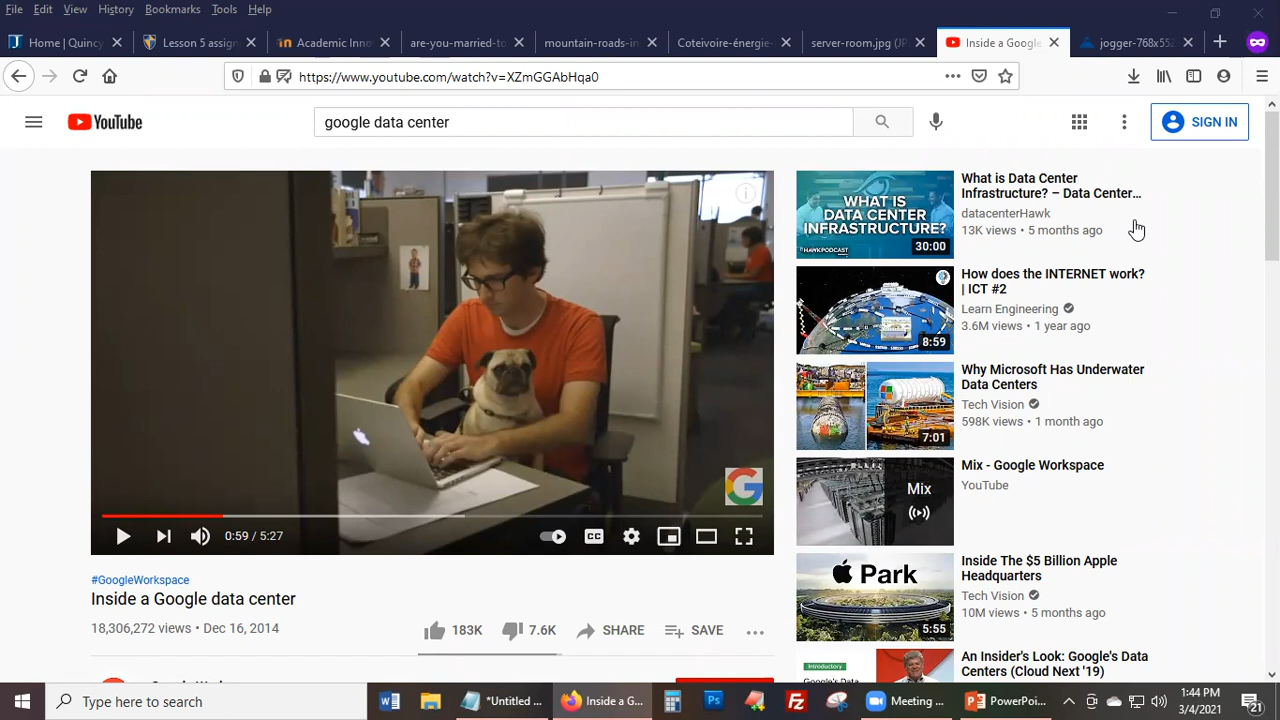 File Edit View History Bookmarks Tools Help
Home | Quincy
Lesson 5 assign
Academic Inno
are-you-married-to
mountain-roads-in
Coteivoire-énergie-
server-room.jpg (JP
Inside a Google
jogger-768x552
https://www.youtube.com/watch?v=XZmGGAbHqa0
YouTube
google data center
SIGN IN
WHAT IS
DATA CENTER
INFRASTRUCTURE?
HAWKPODCAST
30:00
What is Data Center
Infrastructure? – Data Center...
datacenterHawk
13K views • 5 months ago
8:59
How does the INTERNET work?
| ICT #2
Learn Engineering
3.6M views • 1 year ago
7:01
Why Microsoft Has Underwater
Data Centers
Tech Vision
598K views • 1 month ago
Mix
Mix - Google Workspace
YouTube
Park
5:55
Inside The $5 Billion Apple
Headquarters
Tech Vision
10M views • 5 months ago
Introductory
An Insider's Look: Google's Data
Centers (Cloud Next '19)
G
0:59 / 5:27
CC
#GoogleWorkspace
Inside a Google data center
18,306,272 views • Dec 16, 2014
183K
7.6K
SHARE
SAVE
Type here to search
*Untitled ...
Inside a G...
Meeting ...
PowerPoi...
1:44 PM
3/4/2021
21